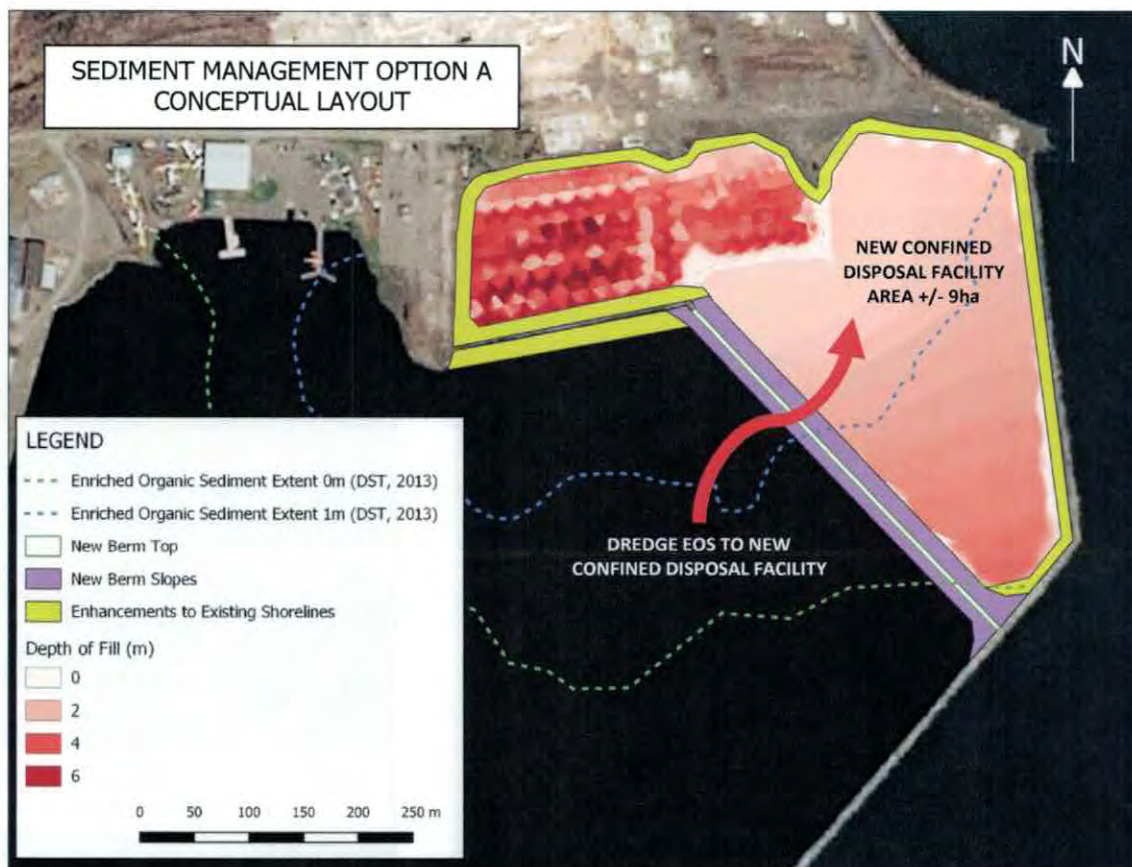 SEDIMENT MANAGEMENT OPTION A
CONCEPTUAL LAYOUT
N
NEW CONFINED
DISPOSAL FACILITY
AREA +/- 9ha
DREDGE EOS TO NEW
CONFINED DISPOSAL FACILITY
LEGEND
Enriched Organic Sediment Extent 0m (DST, 2013)
Enriched Organic Sediment Extent 1m (DST, 2013)
New Berm Top
New Berm Slopes
Enhancements to Existing Shorelines
Depth of Fill (m)
0
2
4
6
0 50 100 150 200 250 m